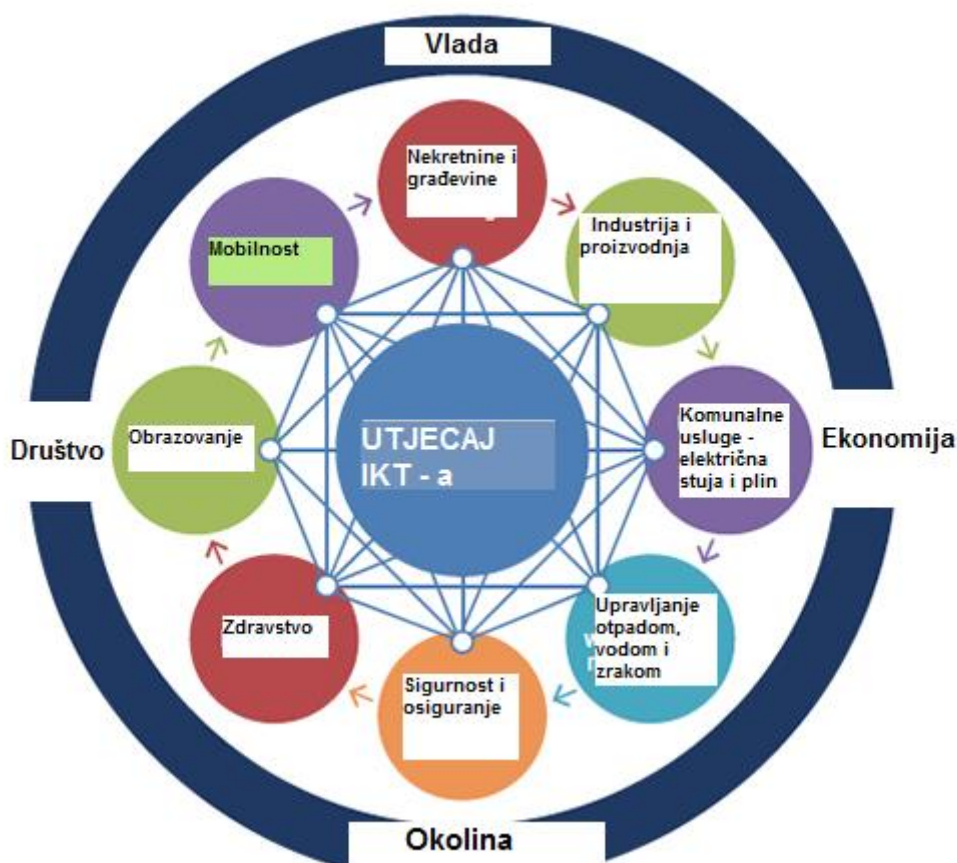 Vlada
Nekretnine i
građevine
Industrija i
proizvodnja
Mobilnost
Komunalne
usluge -
električna
stuja i plin
Ekonomija
Društvo
Obrazovanje
UTJECAJ
IKT - a
Upravljanje
otpadom,
vodom i
zrakom
Zdravstvo
Sigurnost i
osiguranje
Okolina